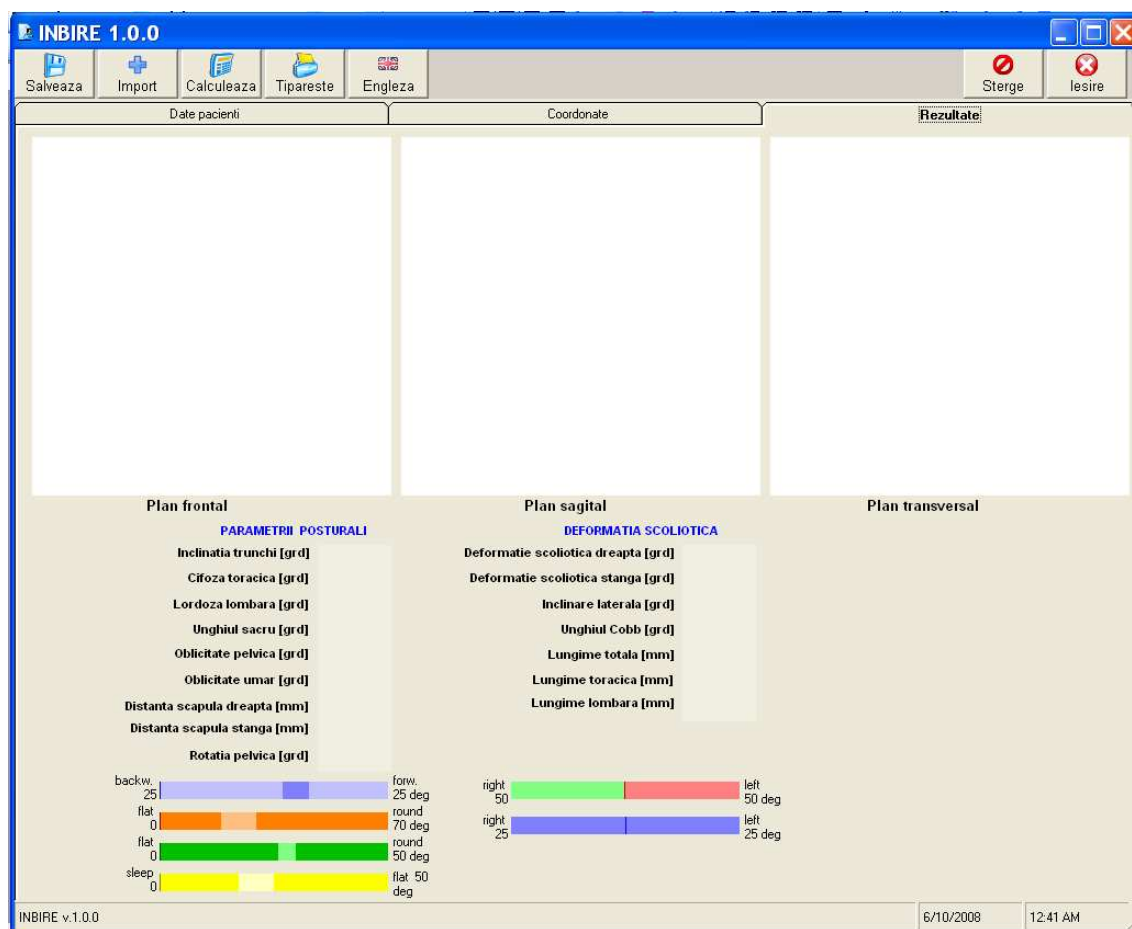 INBIRE 1.0.0
Salveaza Import Calculeaza Tipareste Engleza Sterge Iesire
Date pacienti Coordonate Rezultate
Plan frontal Plan sagital Plan transversal
PARAMETRII POSTURALI DEFORMATIA SCOLIOTICA
Inclinatia trunchi [grd] Deformatie scoliotica dreapta [grd]
Cifoza toracica [grd] Deformatie scoliotica stanga [grd]
Lordoza lombara [grd] Inclinare laterala [grd]
Unghiul sacru [grd] Unghiul Cobb [grd]
Oblicitate pelvica [grd] Lungime totala [mm]
Oblicitate umar [grd] Lungime toracica [mm]
Distanta scapula dreapta [mm] Lungime lombara [mm]
Distanta scapula stanga [mm]
Rotatia pelvica [grd]
backw. forw. right left
25 25 deg 50 50 deg
flat round right left
0 70 deg 25 25 deg
flat round
0 50 deg
sleep flat 50
0 deg
INBIRE v.1.0.0 6/10/2008 12:41 AM